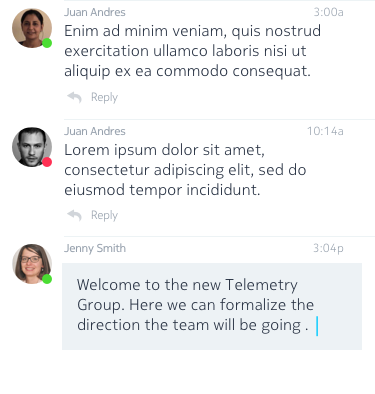 Juan Andres 3:00a
Enim ad minim veniam, quis nostrud
exercitation ullamco laboris nisi ut
aliquip ex ea commodo consequat.
Reply
Juan Andres 10:14a
Lorem ipsum dolor sit amet,
consectetur adipiscing elit, sed do
eiusmod tempor incididunt.
Reply
Jenny Smith 3:04p
Welcome to the new Telemetry
Group. Here we can formalize the
direction the team will be going .